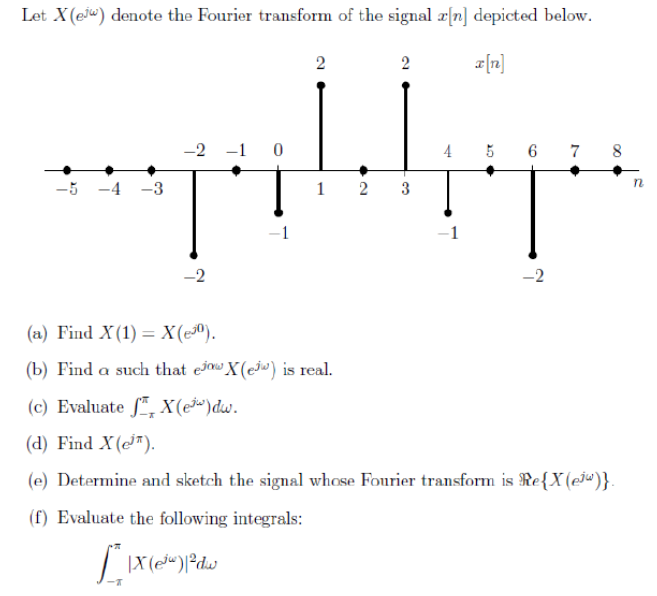 Let X(e^{jω}) denote the Fourier transform of the signal x[n] depicted below.
2 2 x[n]
−2 −1 0 4 5 6 7 8
−5 −4 −3 1 2 3 n
−1 −1
−2 −2
(a) Find X(1) = X(e^{j0}).
(b) Find α such that e^{jαω}X(e^{jω}) is real.
(c) Evaluate ∫_{−π}^{π} X(e^{jω})dω.
(d) Find X(e^{jπ}).
(e) Determine and sketch the signal whose Fourier transform is ℜe{X(e^{jω})}.
(f) Evaluate the following integrals:
∫_{−π}^{π} |X(e^{jω})|²dω